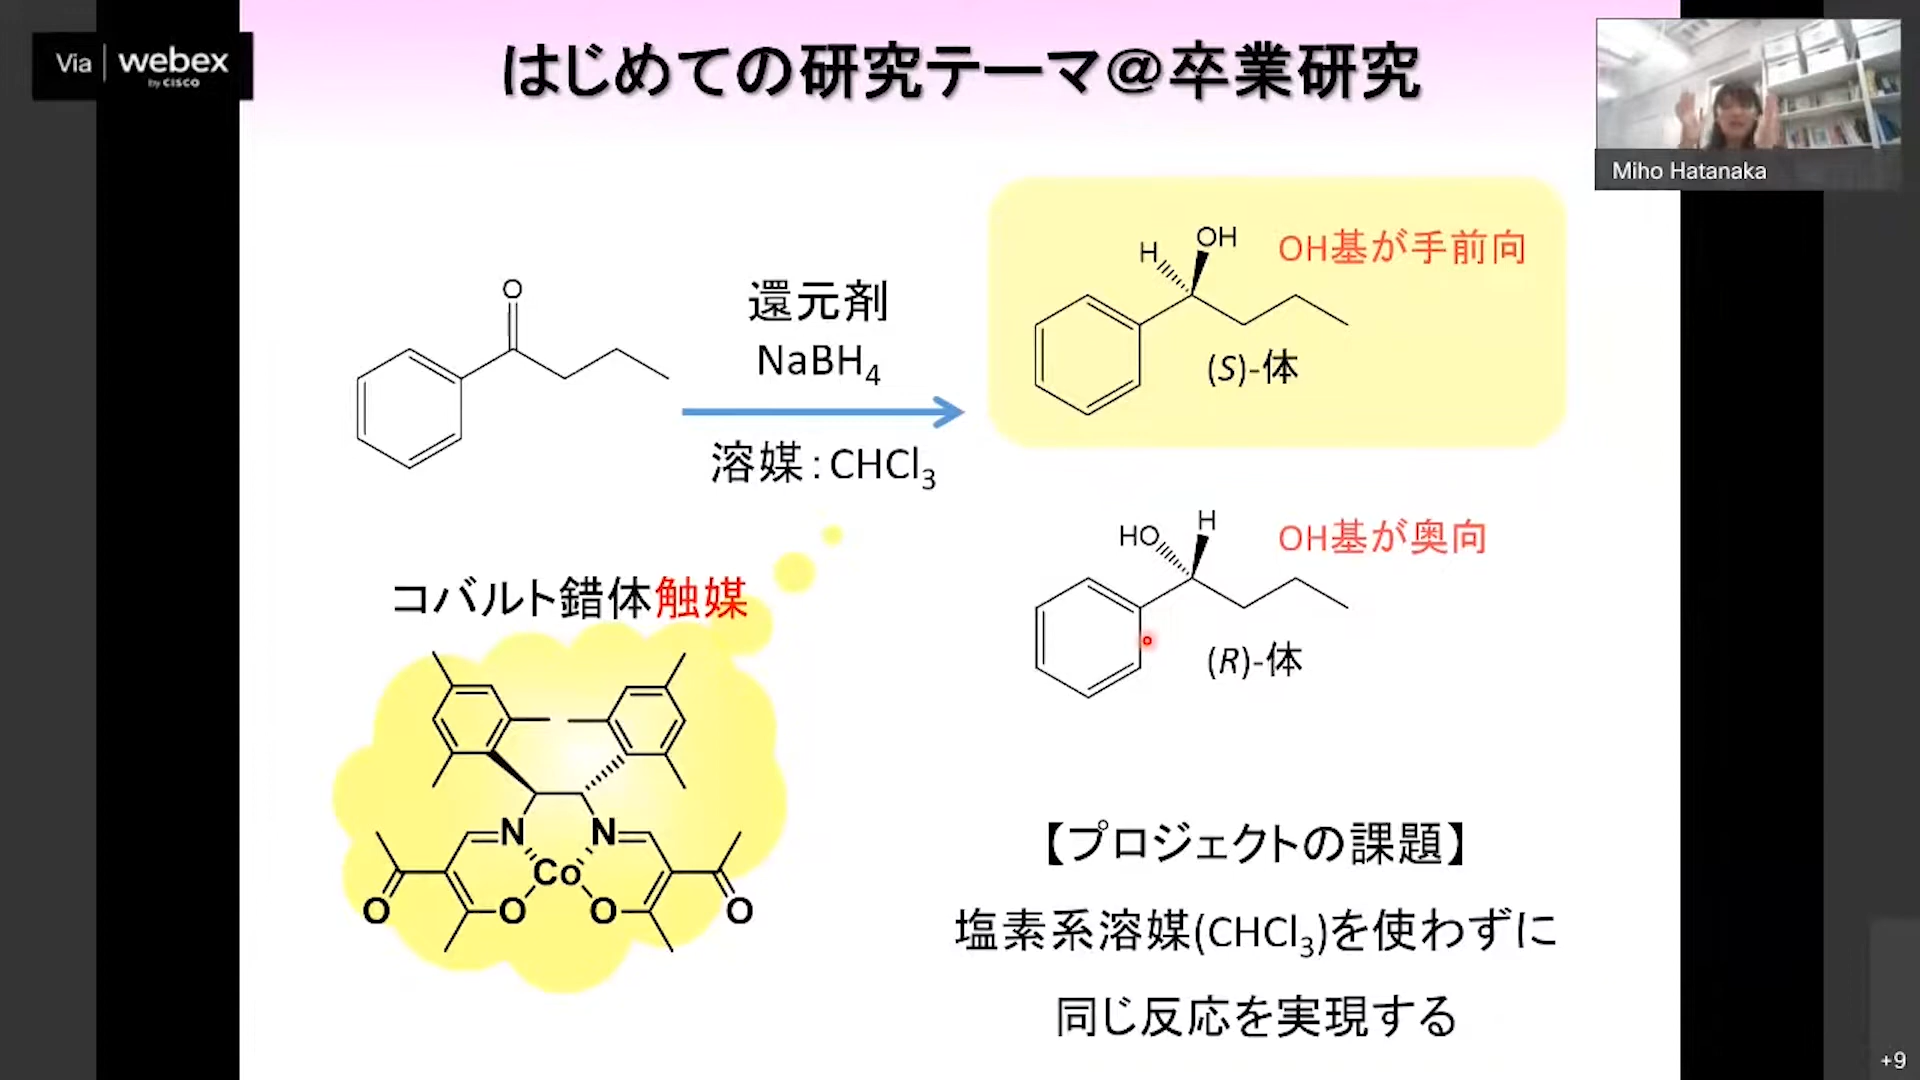 Via webex
by CISCO
はじめての研究テーマ@卒業研究
Miho Hatanaka
O
還元剤
NaBH4
溶媒:CHCl3
H OH
OH基が手前向
(S)-体
HO H
OH基が奥向
(R)-体
コバルト錯体触媒
N N
Co
O O O O
【プロジェクトの課題】
塩素系溶媒(CHCl3)を使わずに
同じ反応を実現する
+9